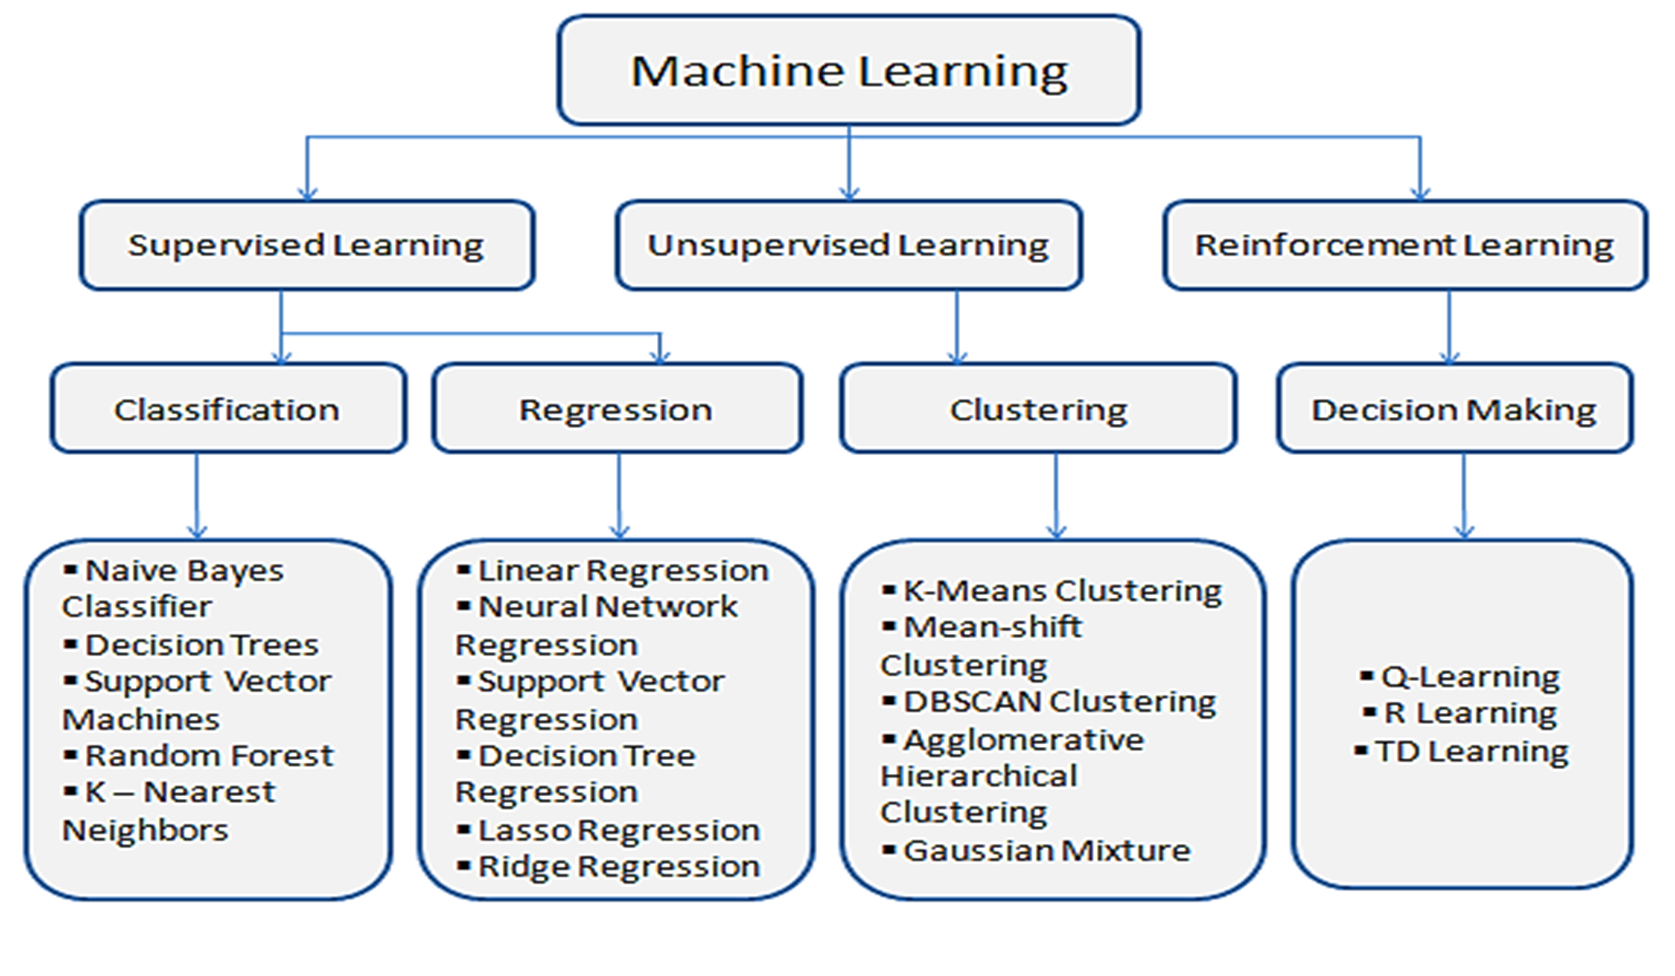 Machine Learning
Supervised Learning
Unsupervised Learning
Reinforcement Learning
Classification
Regression
Clustering
Decision Making
▪ Naive Bayes
Classifier
▪ Decision Trees
▪ Support Vector
Machines
▪ Random Forest
▪ K – Nearest
Neighbors
▪ Linear Regression
▪ Neural Network
Regression
▪ Support Vector
Regression
▪ Decision Tree
Regression
▪ Lasso Regression
▪ Ridge Regression
▪ K-Means Clustering
▪ Mean-shift
Clustering
▪ DBSCAN Clustering
▪ Agglomerative
Hierarchical
Clustering
▪ Gaussian Mixture
▪ Q-Learning
▪ R Learning
▪ TD Learning